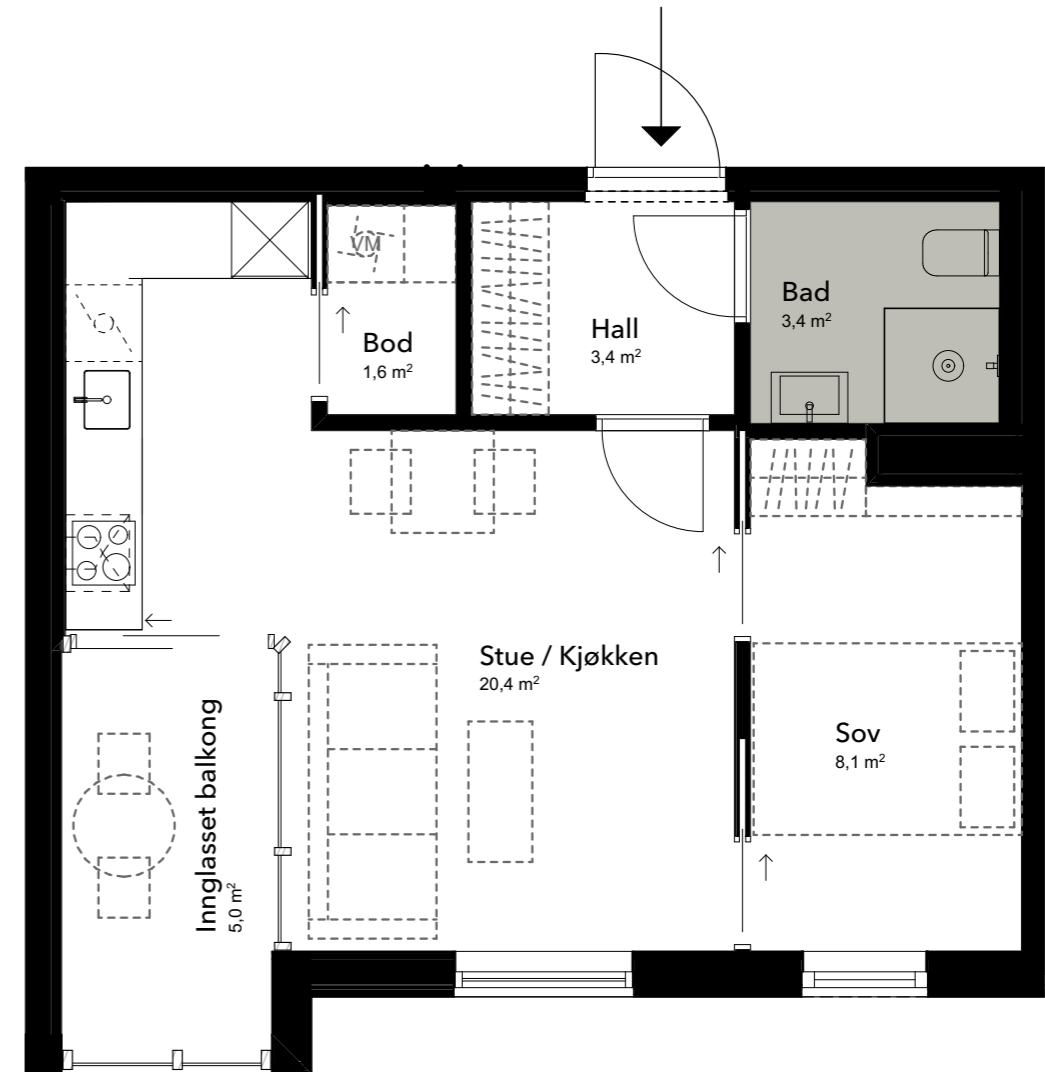 VM
Bod
1,6 m²
Hall
3,4 m²
Bad
3,4 m²
Stue / Kjøkken
20,4 m²
Sov
8,1 m²
Innglasset balkong
5,0 m²